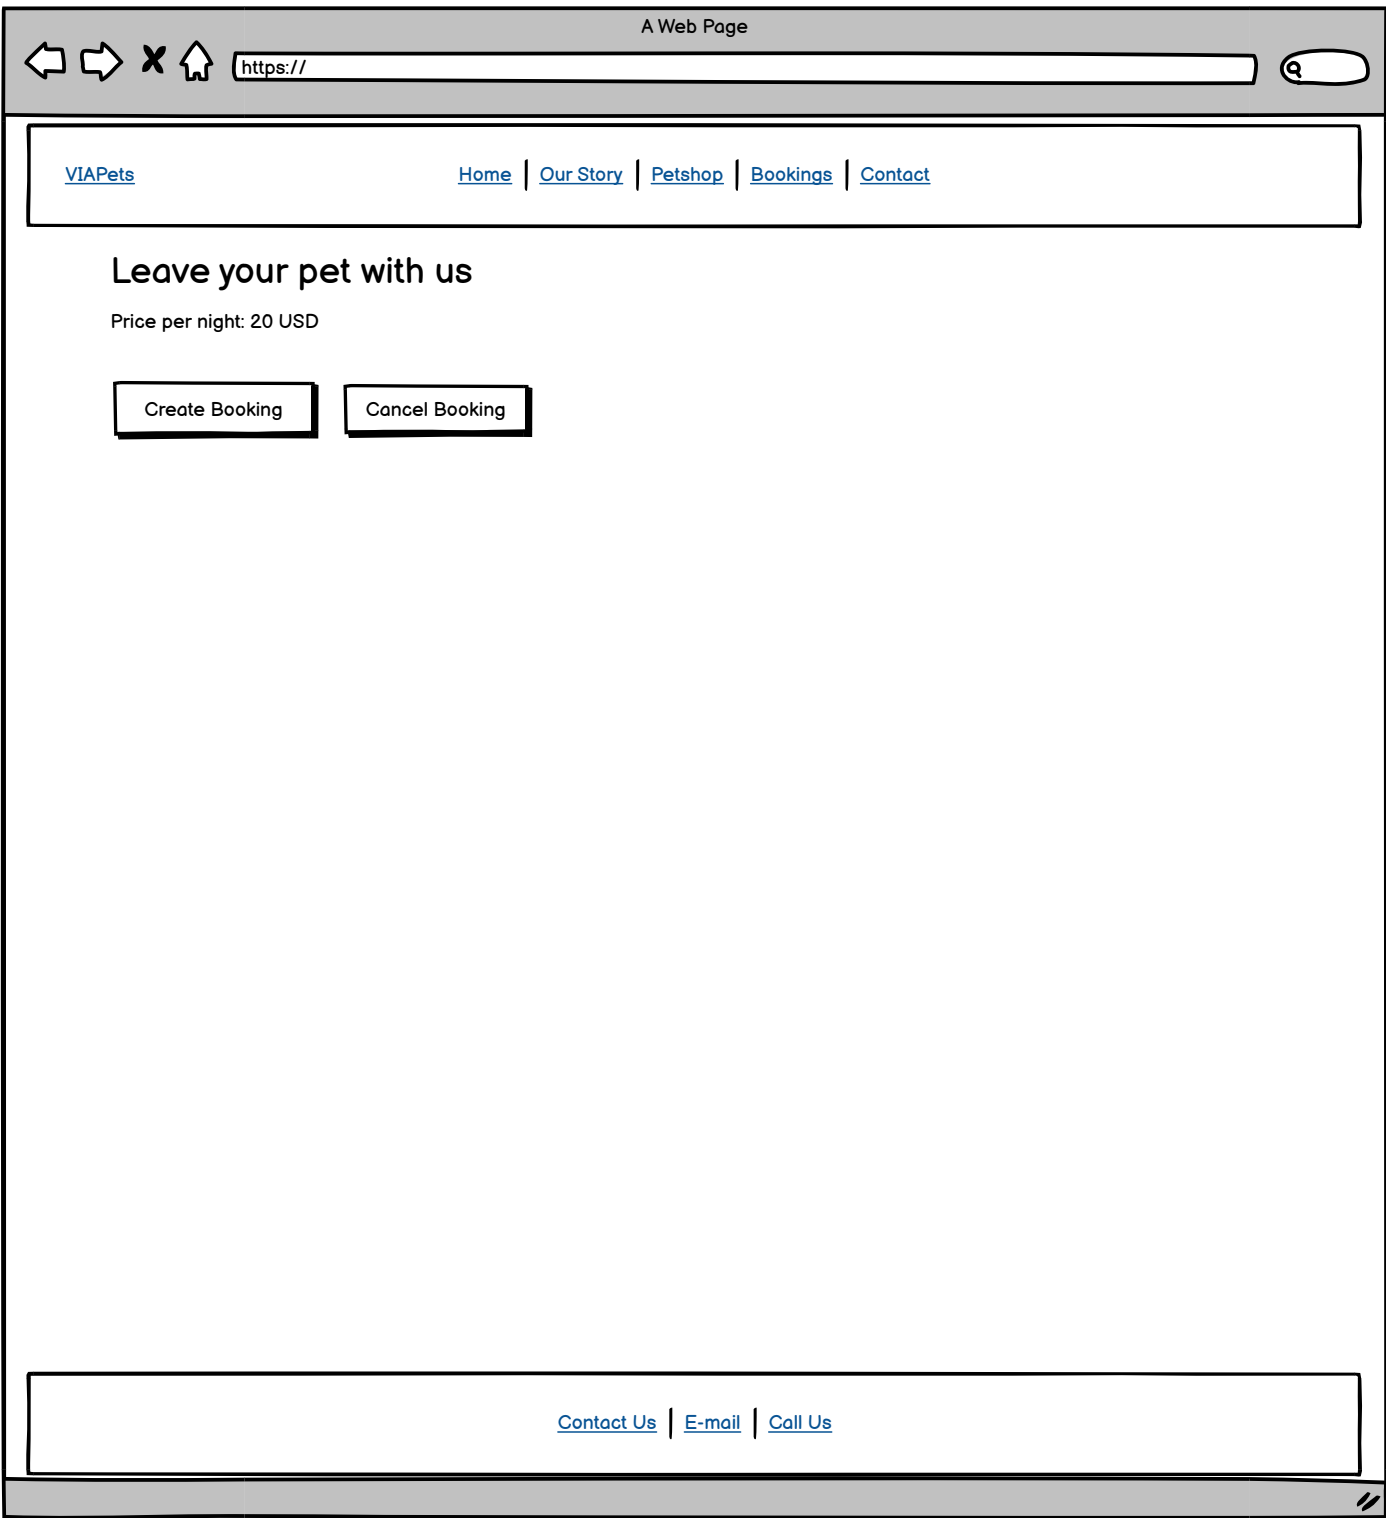 A Web Page
https://
VIAPets
Home | Our Story | Petshop | Bookings | Contact
Leave your pet with us
Price per night: 20 USD
Create Booking Cancel Booking
Contact Us | E-mail | Call Us